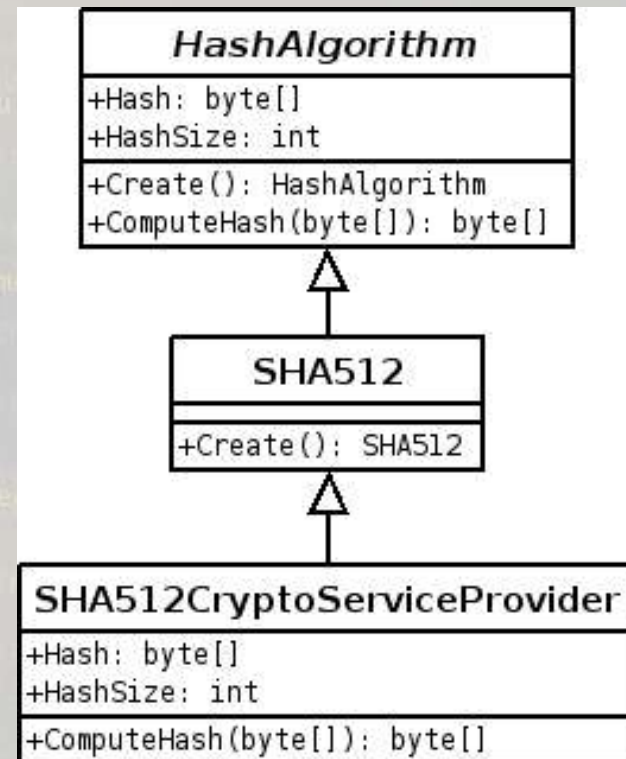 HashAlgorithm
+Hash: byte[]
+HashSize: int
+Create(): HashAlgorithm
+ComputeHash(byte[]): byte[]
SHA512
+Create(): SHA512
SHA512CryptoServiceProvider
+Hash: byte[]
+HashSize: int
+ComputeHash(byte[]): byte[]